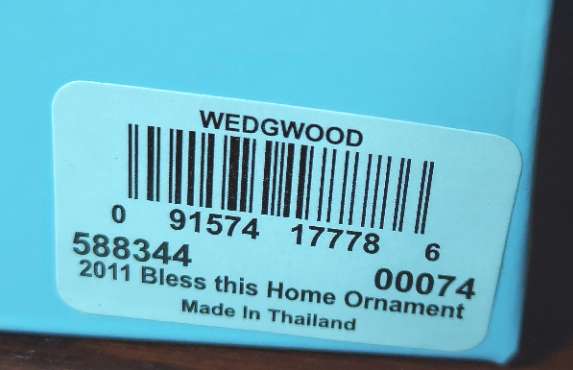 WEDGWOOD
0 91574 17778 6
588344 00074
2011 Bless this Home Ornament
Made In Thailand